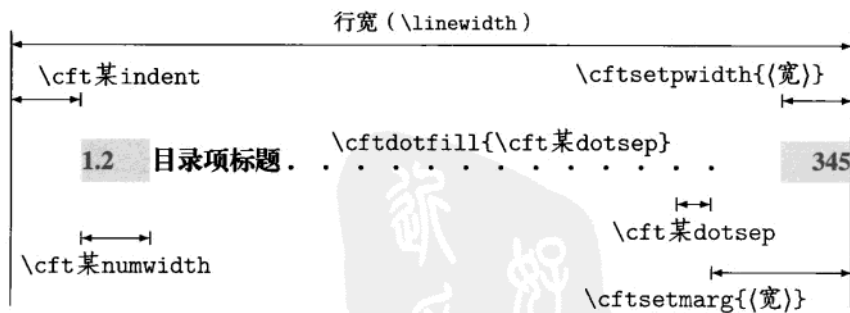 行宽(\linewidth)
\cft某indent
\cftsetpwidth{⟨宽⟩}
\cftdotfill{\cft某dotsep}
1.2 目录项标题. . . . . . . . . . . . . 345
\cft某dotsep
\cft某numwidth
\cftsetmarg{⟨宽⟩}